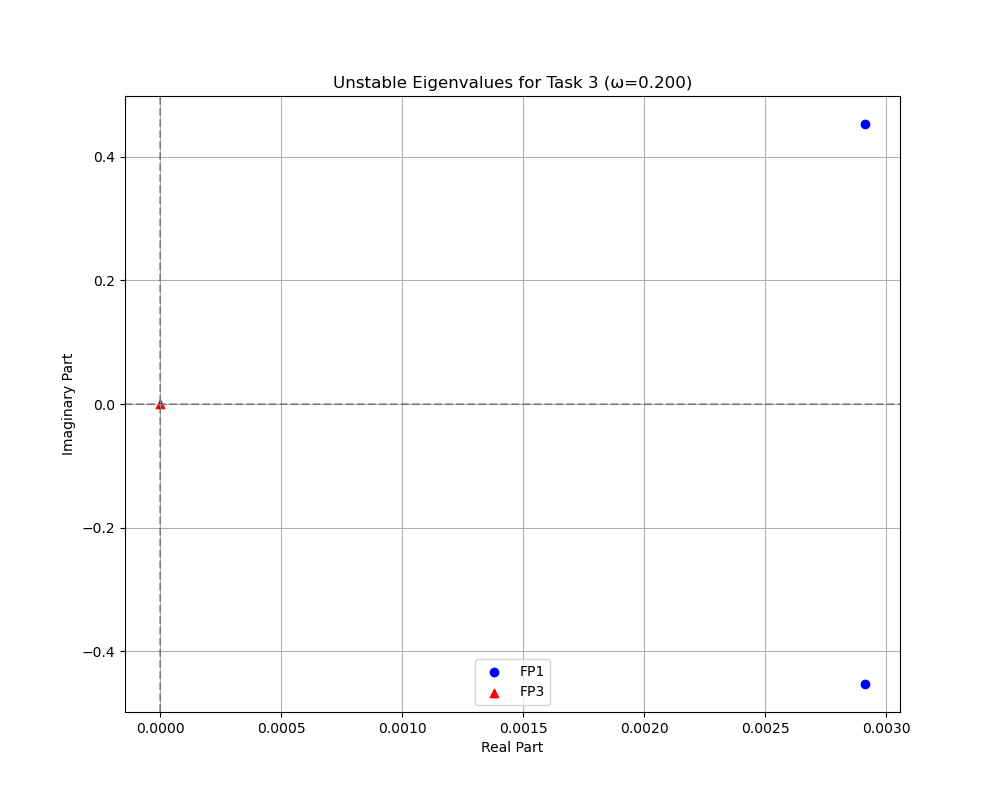 Unstable Eigenvalues for Task 3 (ω=0.200)
Imaginary Part
0.4
0.2
0.0
−0.2
−0.4
FP1
FP3
0.0000 0.0005 0.0010 0.0015 0.0020 0.0025 0.0030
Real Part